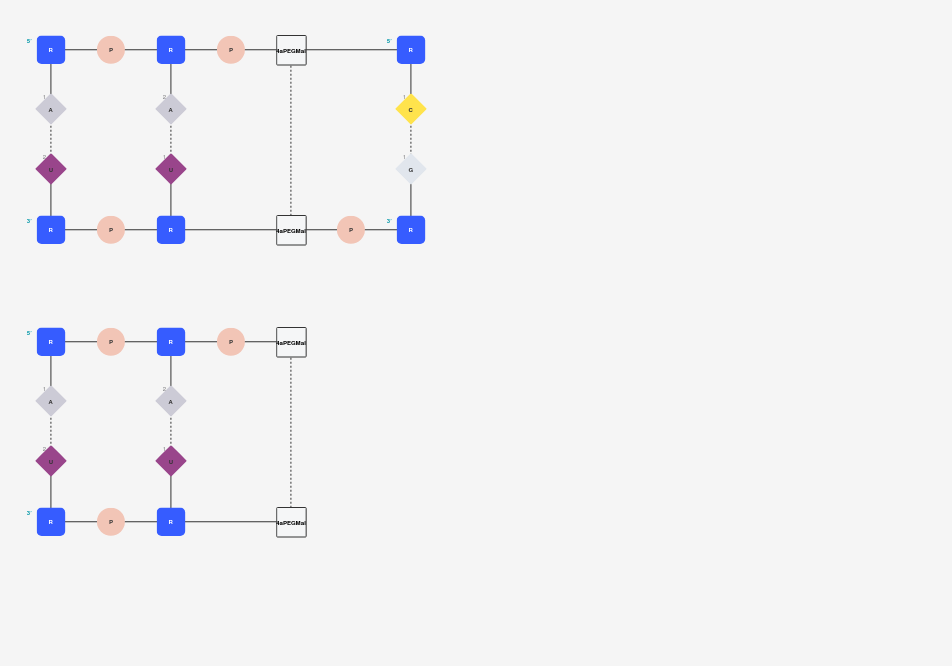 5' R P R P 4aPEGMal 5' R
1 A 2 A 1 C
2 U 1 U 1 G
3' R P R 4aPEGMal P 3' R
5' R P R P 4aPEGMal
1 A 2 A
2 U 1 U
3' R P R 4aPEGMal